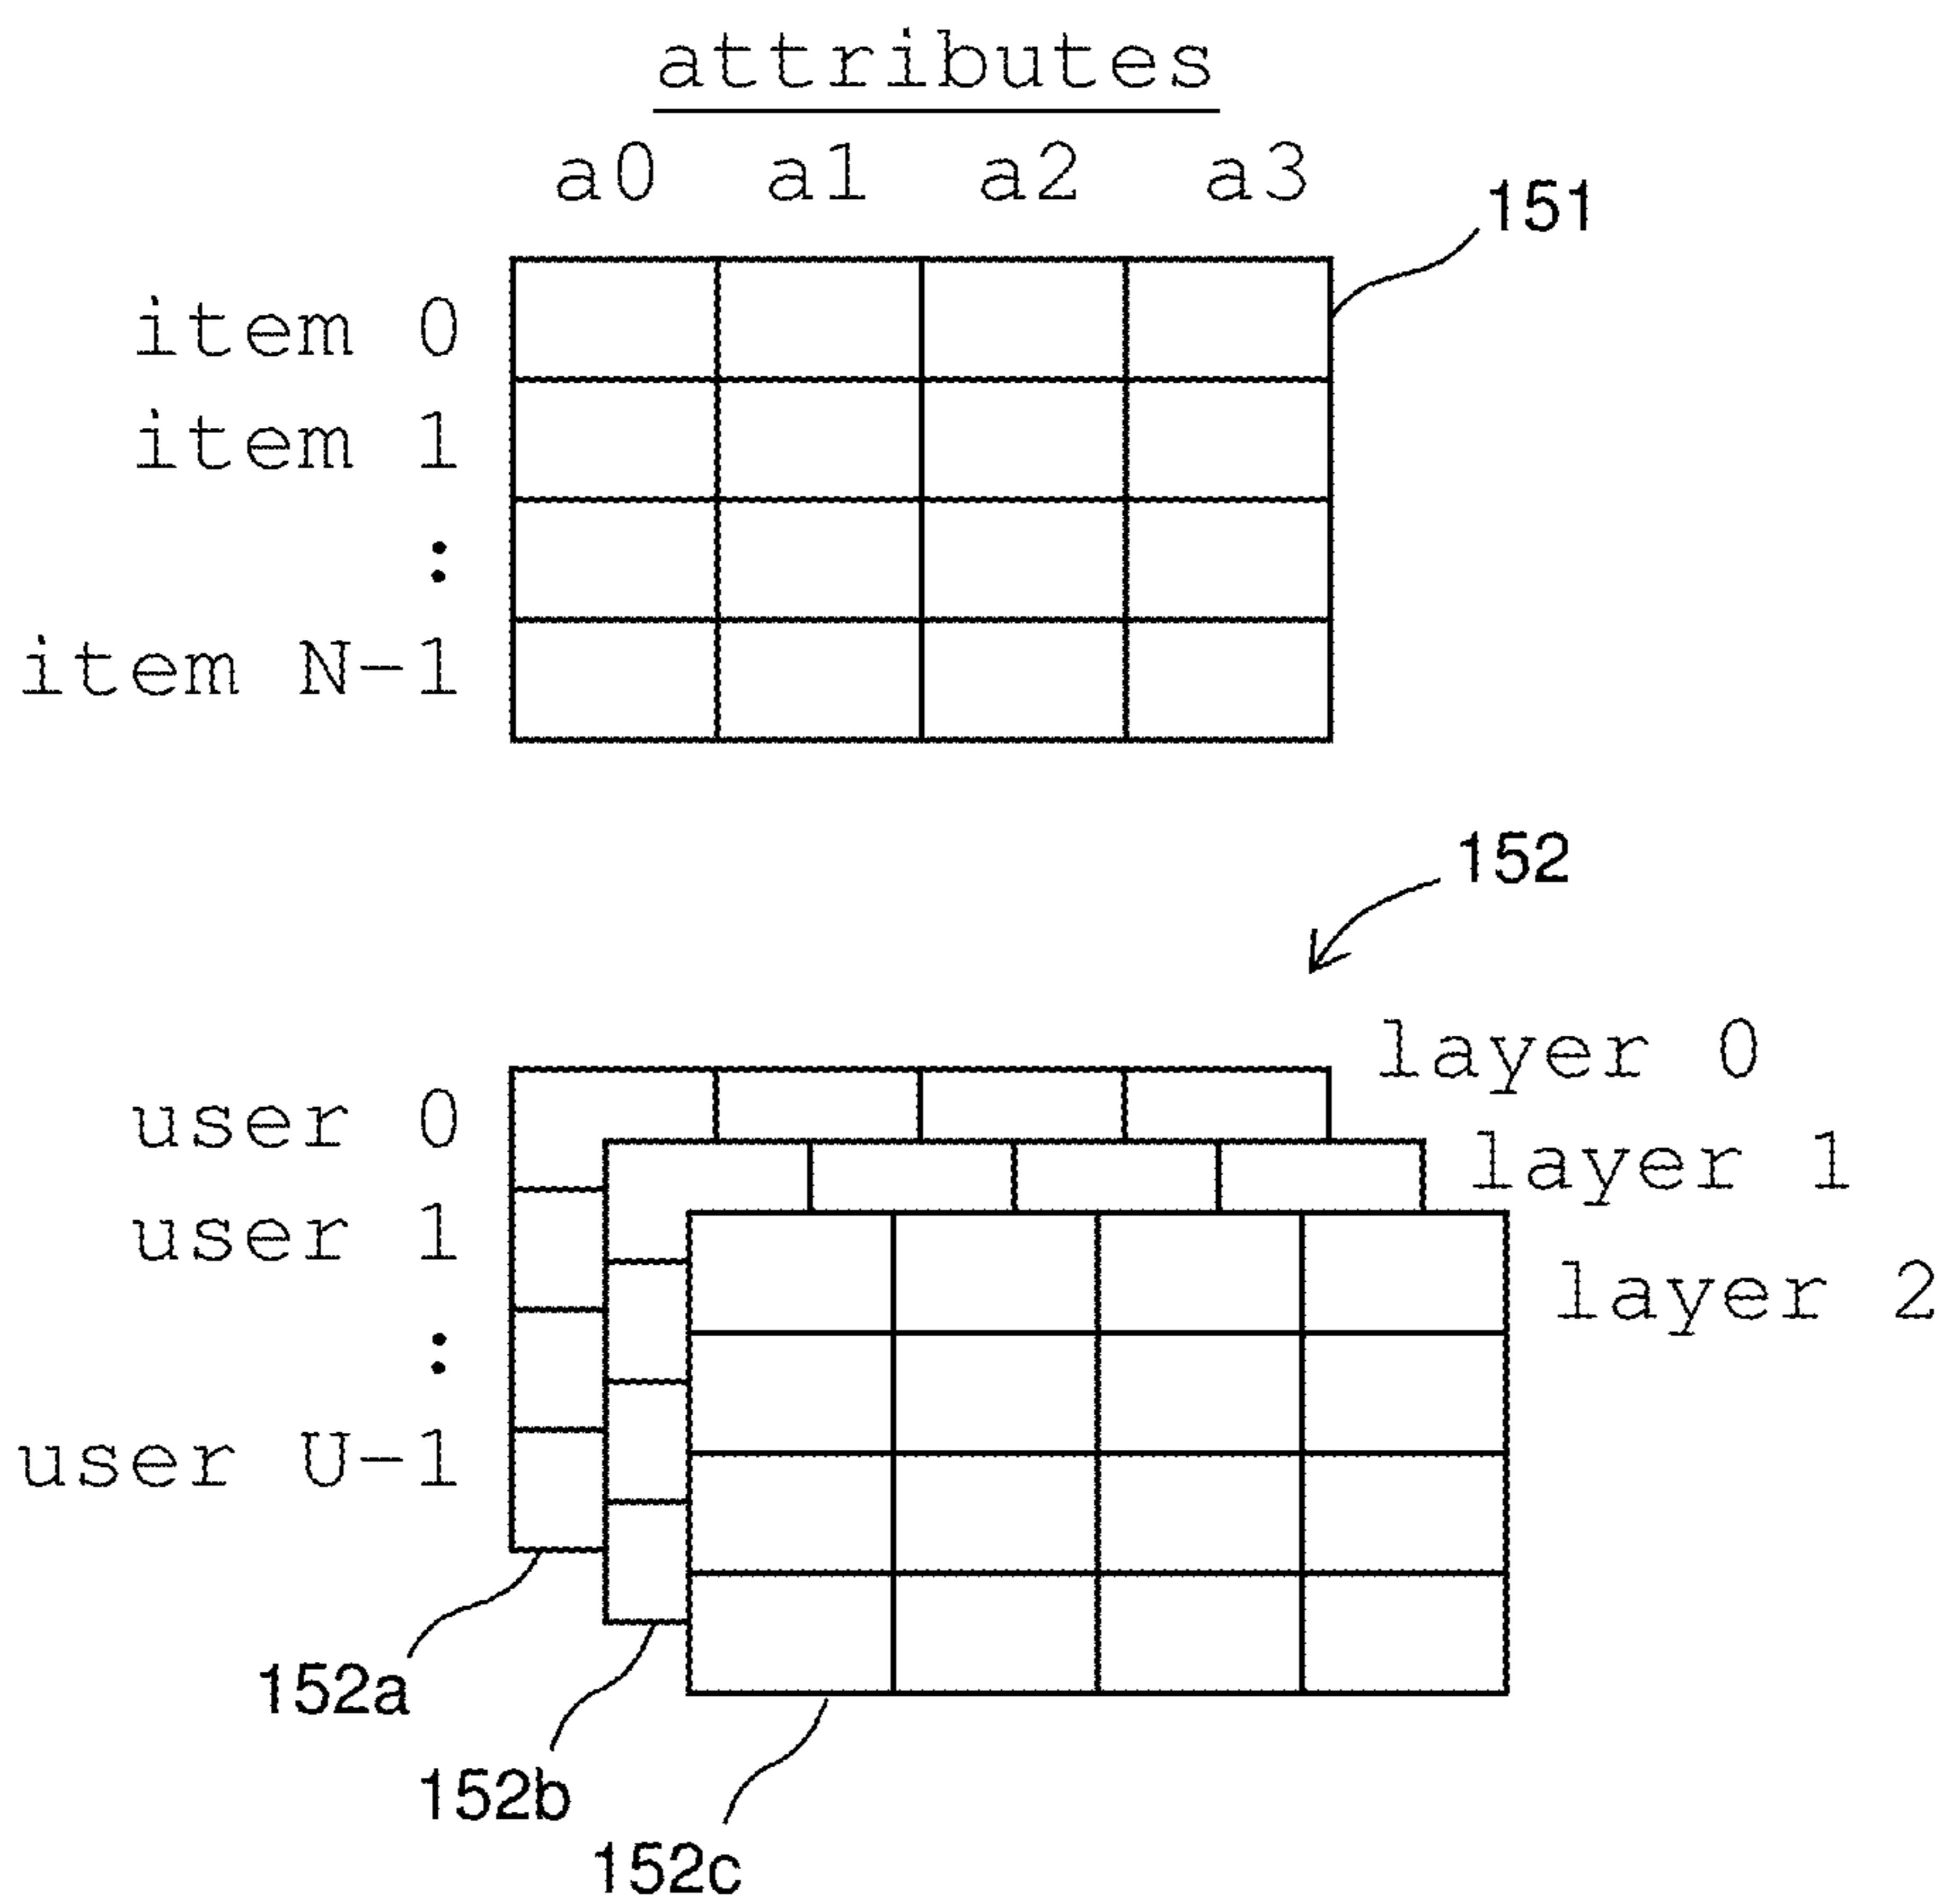 attributes
a0 a1 a2 a3
151
item 0
item 1
:
item N-1
152
layer 0
user 0
layer 1
user 1
layer 2
:
user U-1
152a
152b
152c